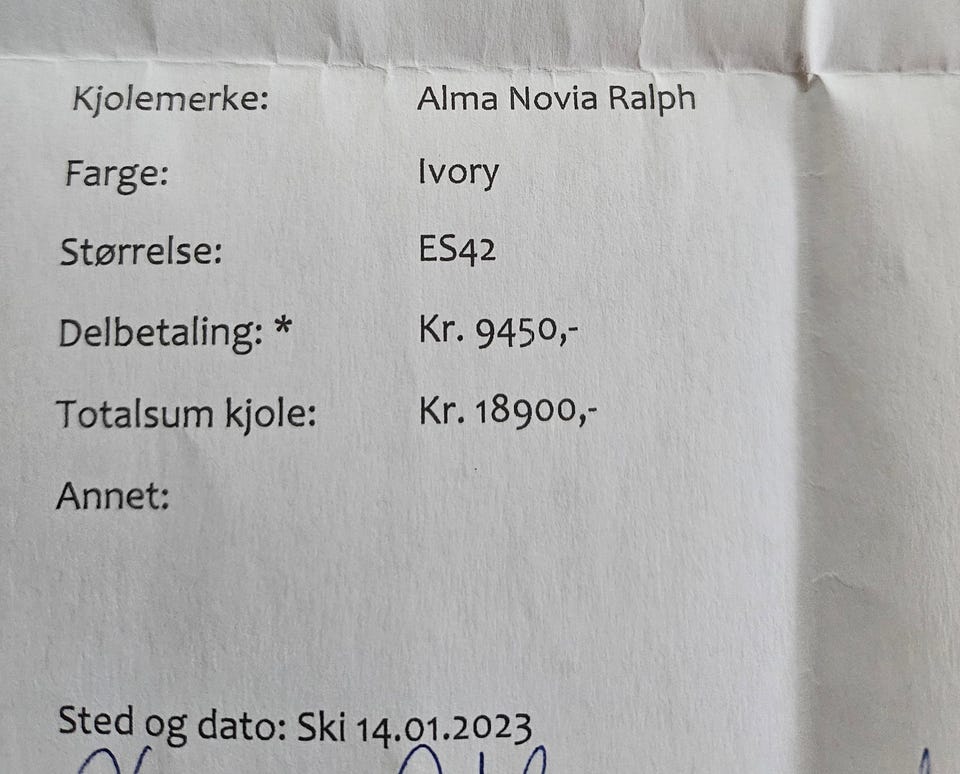 Kjolemerke: Alma Novia Ralph
Farge: Ivory
Størrelse: ES42
Delbetaling: * Kr. 9450,-
Totalsum kjole: Kr. 18900,-
Annet:
Sted og dato: Ski 14.01.2023